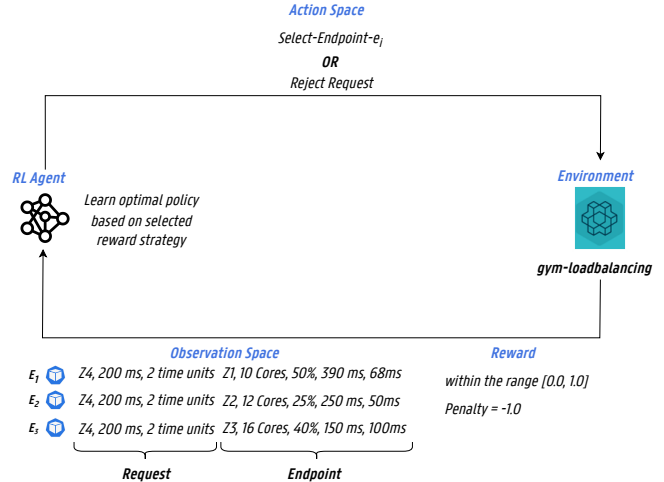 Action Space
Select-Endpoint-ei
OR
Reject Request
RL Agent
Learn optimal policy
based on selected
reward strategy
Environment
gym-loadbalancing
Observation Space
Reward
E1 Z4, 200 ms, 2 time units Z1, 10 Cores, 50%, 390 ms, 68ms
E2 Z4, 200 ms, 2 time units Z2, 12 Cores, 25%, 250 ms, 50ms
E3 Z4, 200 ms, 2 time units Z3, 16 Cores, 40%, 150 ms, 100ms
within the range [0.0, 1.0]
Penalty = -1.0
Request
Endpoint